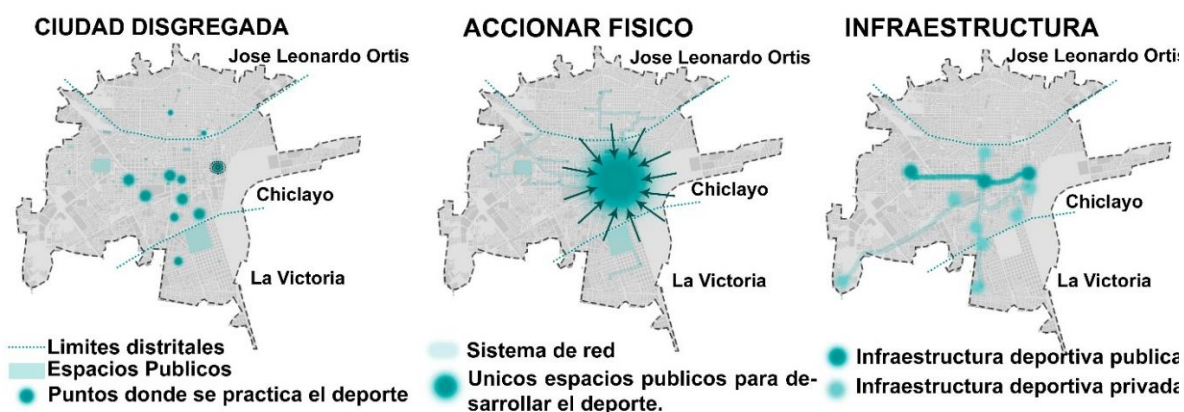 CIUDAD DISGREGADA
Jose Leonardo Ortis
Chiclayo
La Victoria
Limites distritales
Espacios Publicos
Puntos donde se practica el deporte
ACCIONAR FISICO
Jose Leonardo Ortis
Chiclayo
La Victoria
Sistema de red
Unicos espacios publicos para de-
sarrollar el deporte.
INFRAESTRUCTURA
Jose Leonardo Ortis
Chiclayo
La Victoria
Infraestructura deportiva publica
Infraestructura deportiva privada